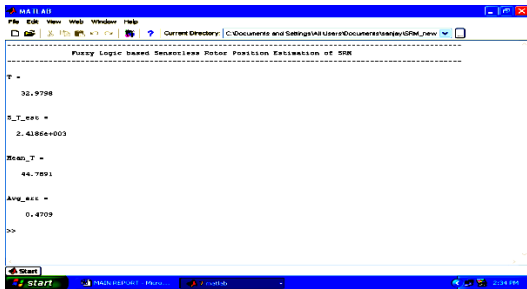 MATLAB
File Edit View Web Window Help
? Current Directory: C:\Documents and Settings\All Users\Documents\sanjay\SRM_new
Fuzzy Logic based Sensorless Rotor Position Estimation of SRM
T =
32.9798
S_T_est =
2.4186e+003
Mean_T =
44.7891
Avg_err =
0.4709
>>
Start
start MAIN REPORT - Micro... matlab 2:34 PM